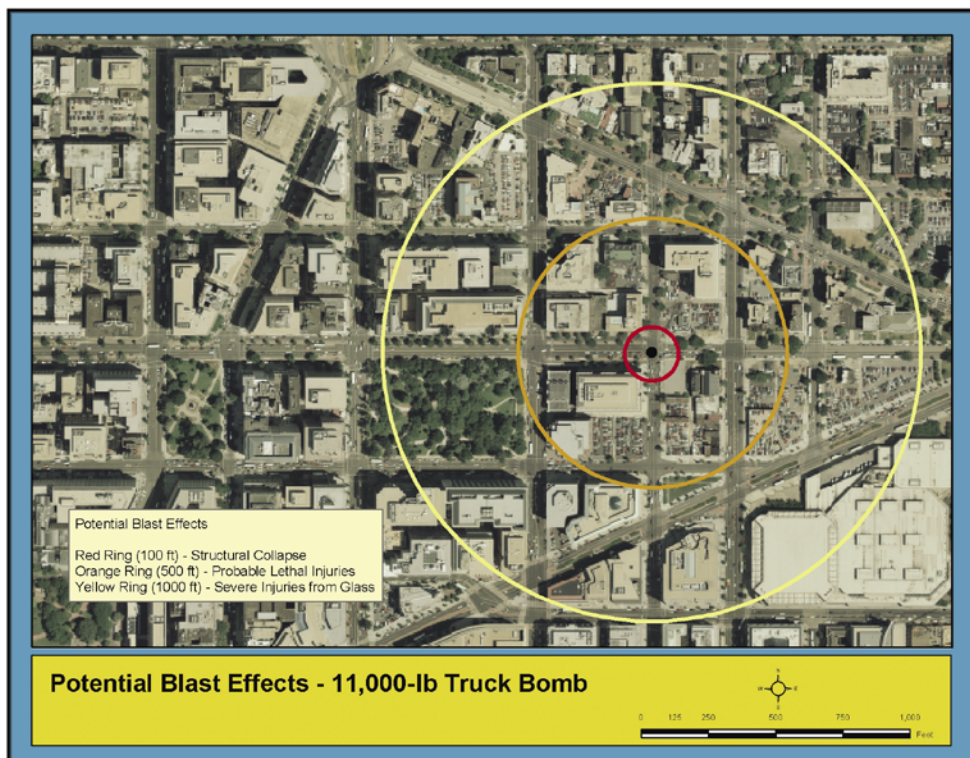 Potential Blast Effects
Red Ring (100 ft) - Structural Collapse
Orange Ring (500 ft) - Probable Lethal Injuries
Yellow Ring (1000 ft) - Severe Injuries from Glass
Potential Blast Effects - 11,000-lb Truck Bomb
N
W E
S
0 125 250 500 750 1,000
Feet